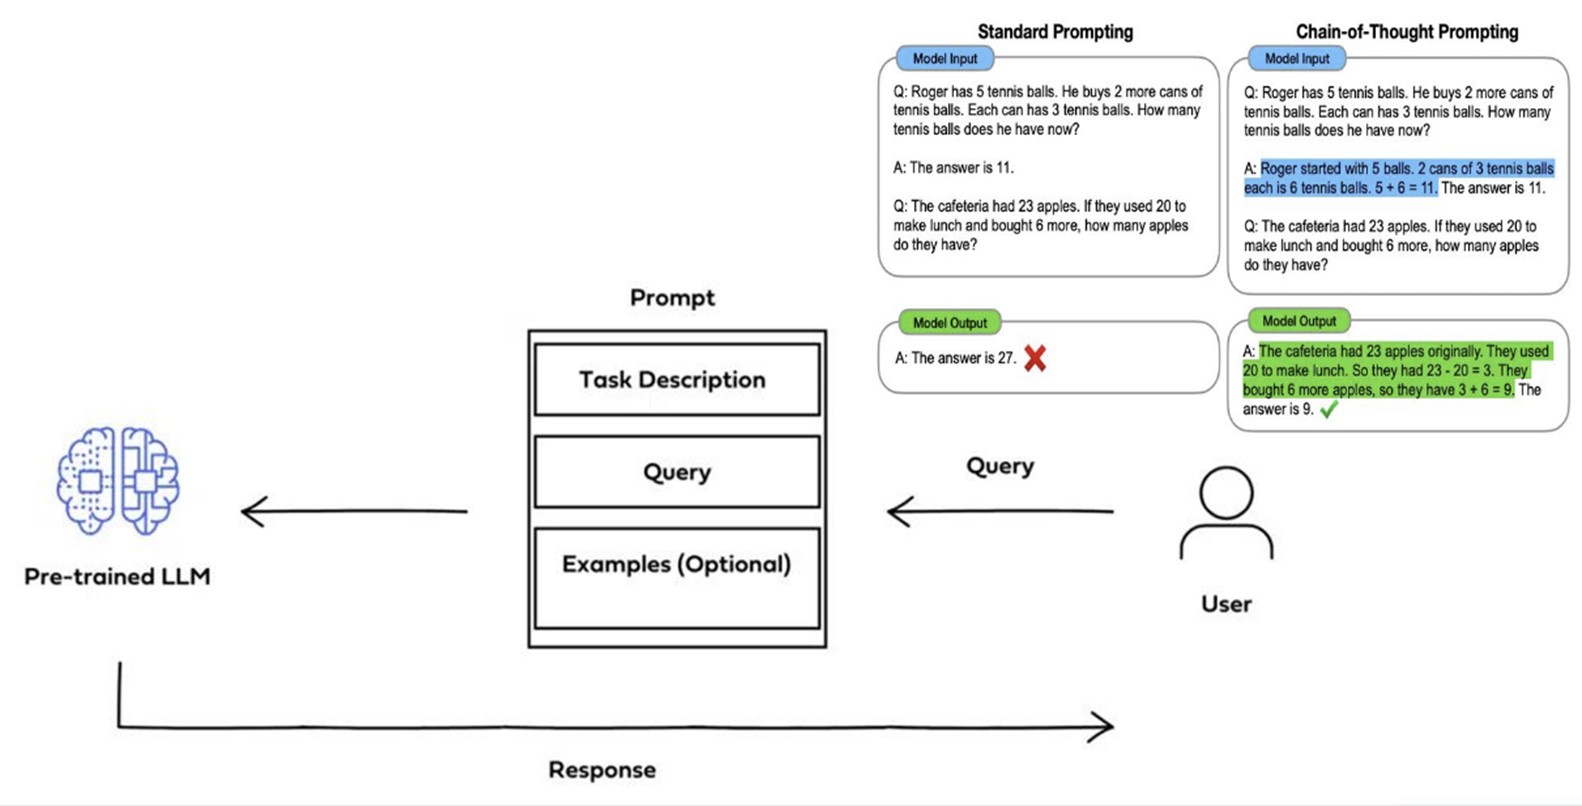 Standard Prompting
Model Input
Q: Roger has 5 tennis balls. He buys 2 more cans of
tennis balls. Each can has 3 tennis balls. How many
tennis balls does he have now?
A: The answer is 11.
Q: The cafeteria had 23 apples. If they used 20 to
make lunch and bought 6 more, how many apples
do they have?
Model Output
A: The answer is 27.
Chain-of-Thought Prompting
Model Input
Q: Roger has 5 tennis balls. He buys 2 more cans of
tennis balls. Each can has 3 tennis balls. How many
tennis balls does he have now?
A: Roger started with 5 balls. 2 cans of 3 tennis balls
each is 6 tennis balls. 5 + 6 = 11. The answer is 11.
Q: The cafeteria had 23 apples. If they used 20 to
make lunch and bought 6 more, how many apples
do they have?
Model Output
A: The cafeteria had 23 apples originally. They used
20 to make lunch. So they had 23 - 20 = 3. They
bought 6 more apples, so they have 3 + 6 = 9. The
answer is 9.
Prompt
Task Description
Query
Examples (Optional)
Query
User
Pre-trained LLM
Response